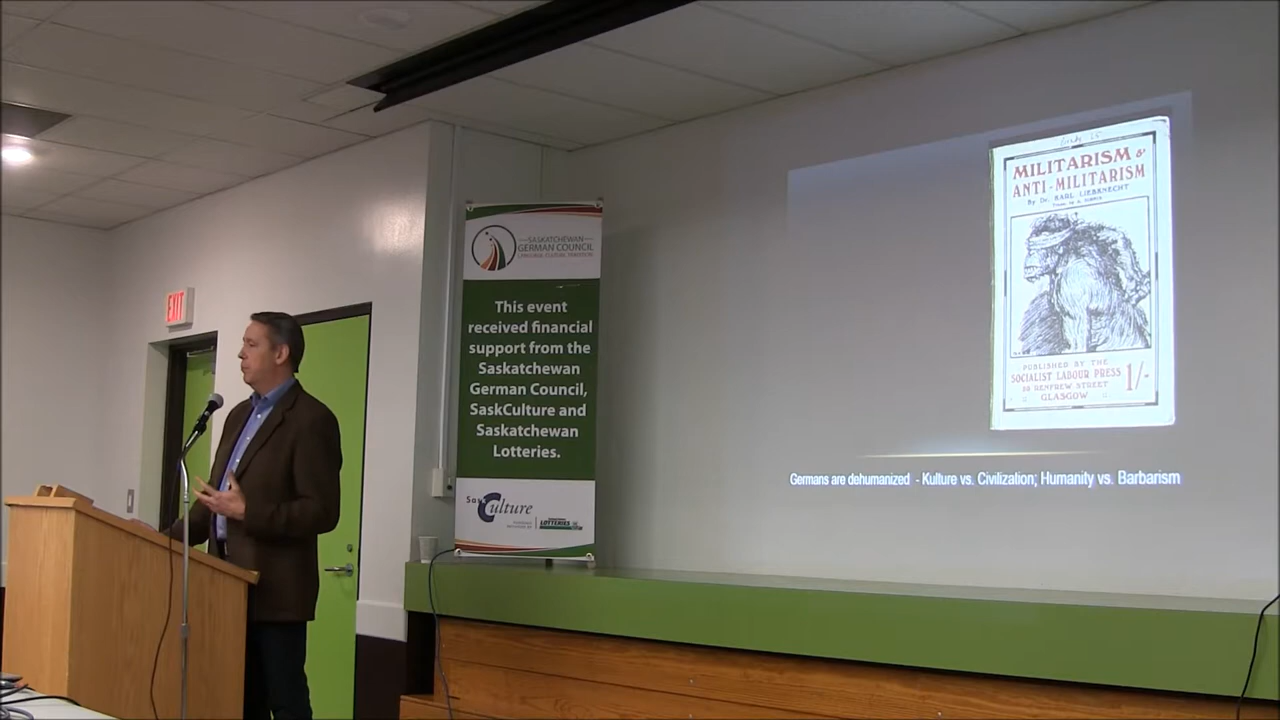 EXIT
SASKATCHEWAN
GERMAN COUNCIL
This event
received financial
support from the
Saskatchewan
German Council,
SaskCulture and
Saskatchewan
Lotteries.
Sask
Culture
LOTTERIES
MILITARISM &
ANTI-MILITARISM
By Dr. KARL LIEBKNECHT
PUBLISHED BY THE
SOCIALIST LABOUR PRESS
50 RENFREW STREET
GLASGOW
1/-
Germans are dehumanized - Kulture vs. Civilization; Humanity vs. Barbarism